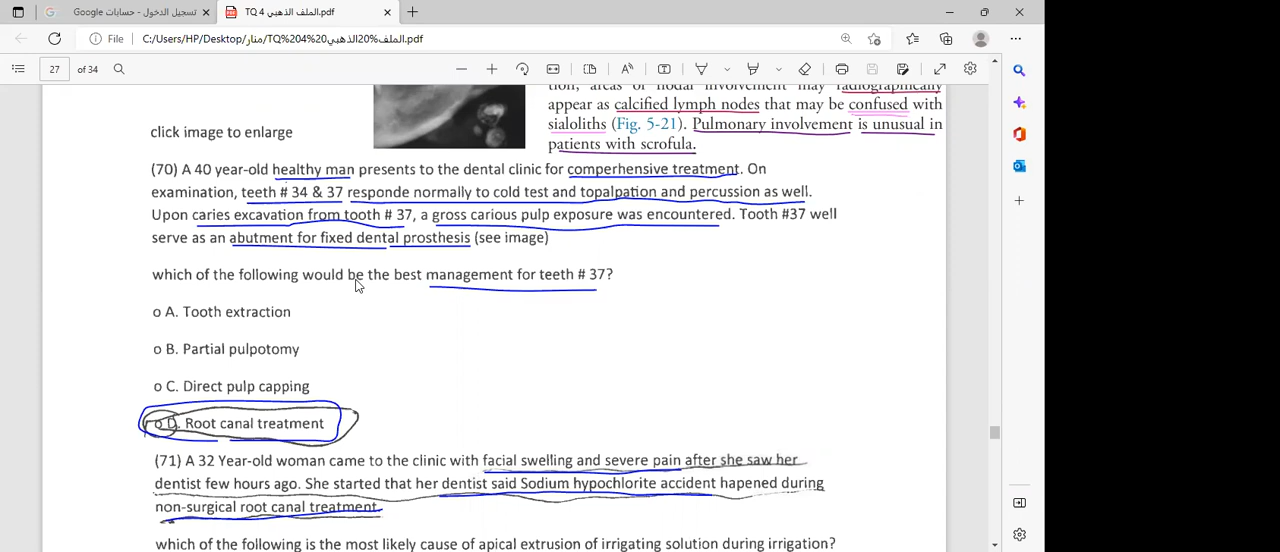 تسجيل الدخول - حسابات Google
الملف الذهبي TQ 4.pdf
File
C:/Users/HP/Desktop/منار/TQ%204%20الملف%20الذهبي.pdf
27 of 34
tion, areas of nodal involvement may radiographically
appear as calcified lymph nodes that may be confused with
sialoliths (Fig. 5-21). Pulmonary involvement is unusual in
patients with scrofula.
click image to enlarge
(70) A 40 year-old healthy man presents to the dental clinic for comperhensive treatment. On
examination, teeth # 34 & 37 responde normally to cold test and topalpation and percussion as well.
Upon caries excavation from tooth # 37, a gross carious pulp exposure was encountered. Tooth #37 well
serve as an abutment for fixed dental prosthesis (see image)
which of the following would be the best management for teeth # 37?
o A. Tooth extraction
o B. Partial pulpotomy
o C. Direct pulp capping
o D. Root canal treatment
(71) A 32 Year-old woman came to the clinic with facial swelling and severe pain after she saw her
dentist few hours ago. She started that her dentist said Sodium hypochlorite accident hapened during
non-surgical root canal treatment.
which of the following is the most likely cause of apical extrusion of irrigating solution during irrigation?